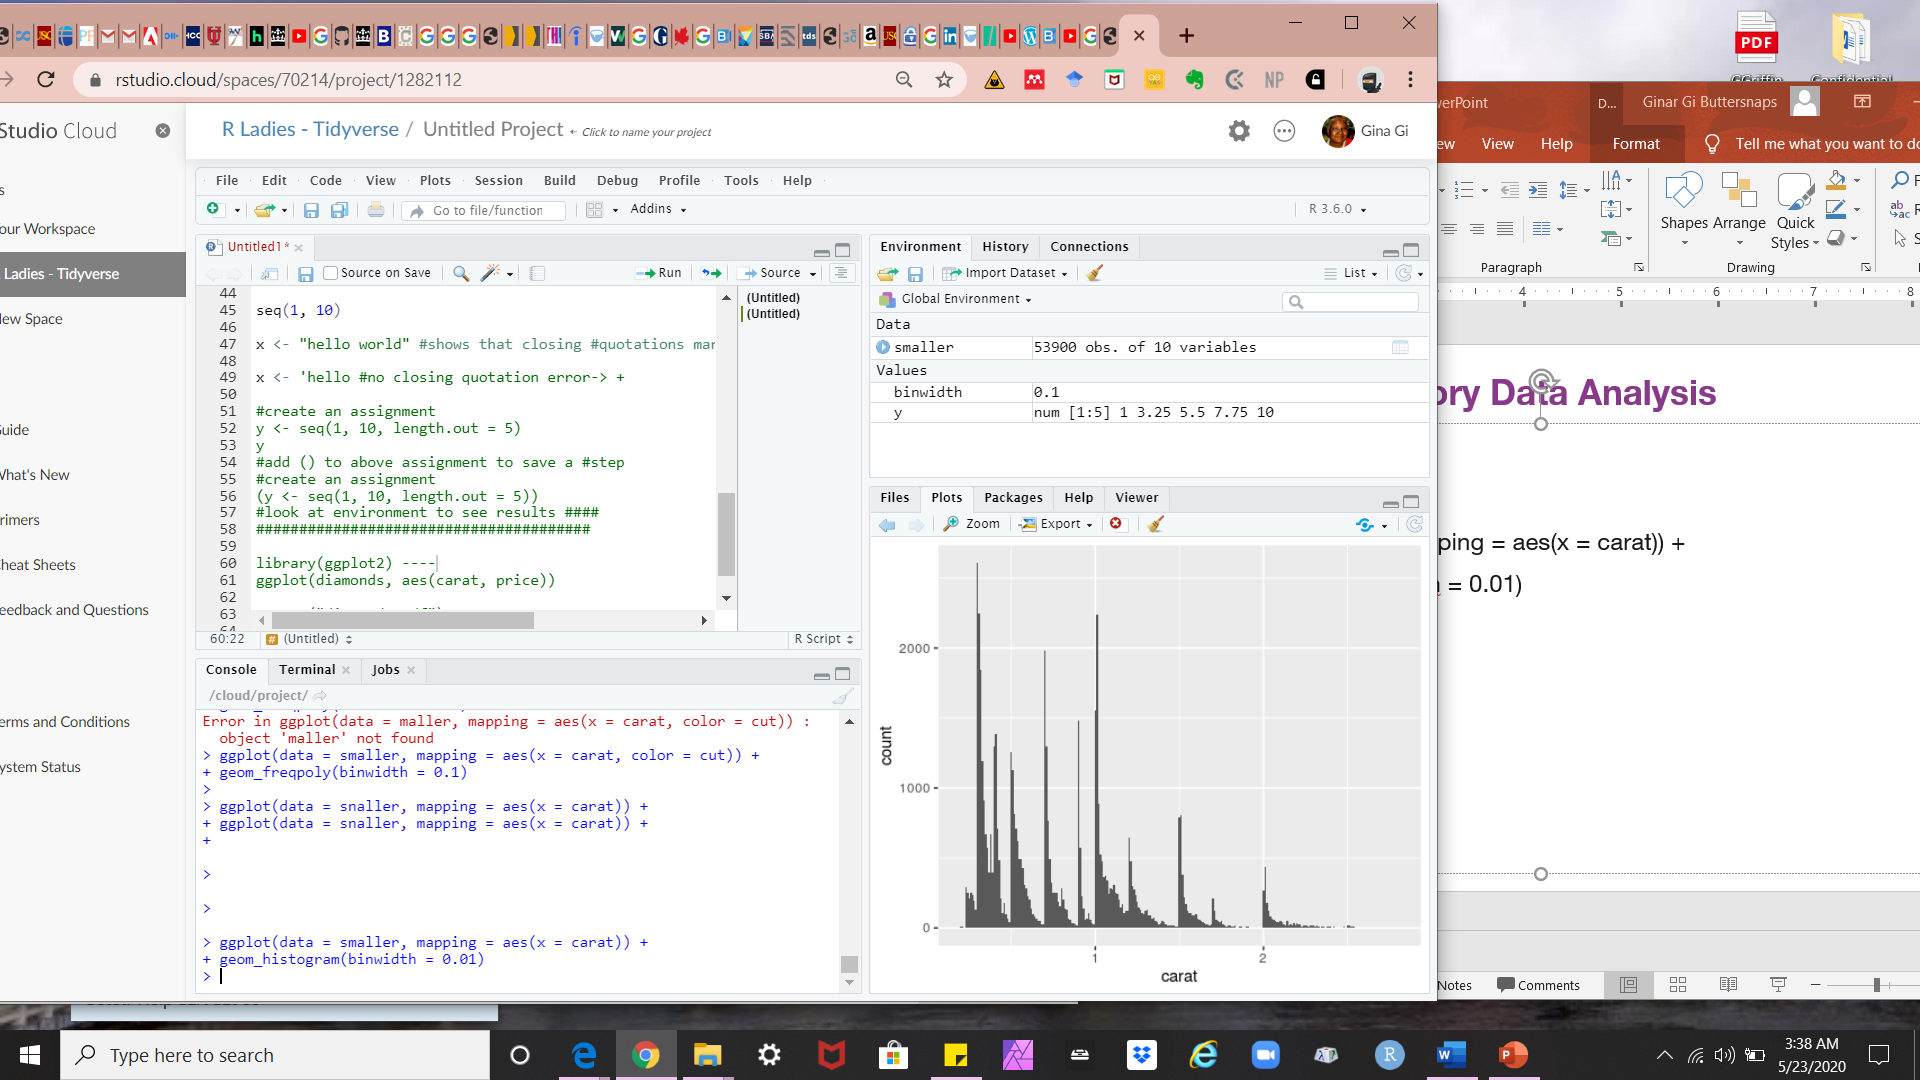 rstudio.cloud/spaces/70214/project/1282112
NP
PDF
GGriffin
Confidential
Studio Cloud
R Ladies - Tidyverse / Untitled Project
Click to name your project
Gina Gi
our Workspace
Ladies - Tidyverse
New Space
Guide
What's New
rimers
Cheat Sheets
eedback and Questions
erms and Conditions
ystem Status
File Edit Code View Plots Session Build Debug Profile Tools Help
Go to file/function
Addins
R 3.6.0
Untitled1*
Source on Save
Run
Source
(Untitled)
(Untitled)
44
45 seq(1, 10)
46
47 x <- "hello world" #shows that closing #quotations mar
48
49 x <- 'hello #no closing quotation error-> +
50
51 #create an assignment
52 y <- seq(1, 10, length.out = 5)
53 y
54 #add () to above assignment to save a #step
55 #create an assignment
56 (y <- seq(1, 10, length.out = 5))
57 #look at environment to see results ####
58 #######################################
59
60 library(ggplot2) ----
61 ggplot(diamonds, aes(carat, price))
62
63
64
60:22
# (Untitled)
R Script
Console Terminal Jobs
/cloud/project/
Error in ggplot(data = maller, mapping = aes(x = carat, color = cut)) :
object 'maller' not found
> ggplot(data = smaller, mapping = aes(x = carat, color = cut)) +
+ geom_freqpoly(binwidth = 0.1)
>
> ggplot(data = snaller, mapping = aes(x = carat)) +
+ ggplot(data = snaller, mapping = aes(x = carat)) +
+
>
>
> ggplot(data = smaller, mapping = aes(x = carat)) +
+ geom_histogram(binwidth = 0.01)
>
Environment History Connections
Import Dataset
List
Global Environment
Data
smaller 53900 obs. of 10 variables
Values
binwidth 0.1
y num [1:5] 1 3.25 5.5 7.75 10
Files Plots Packages Help Viewer
Zoom Export
2000
1000
0
count
1 2
carat
erPoint
D...
Ginar Gi Buttersnaps
ew View Help Format
Tell me what you want to do
Shapes Arrange Quick Styles
Paragraph
Drawing
4 5 6 7 8
ory Data Analysis
ping = aes(x = carat)) +
= 0.01)
Notes
Comments
Type here to search
3:38 AM
5/23/2020